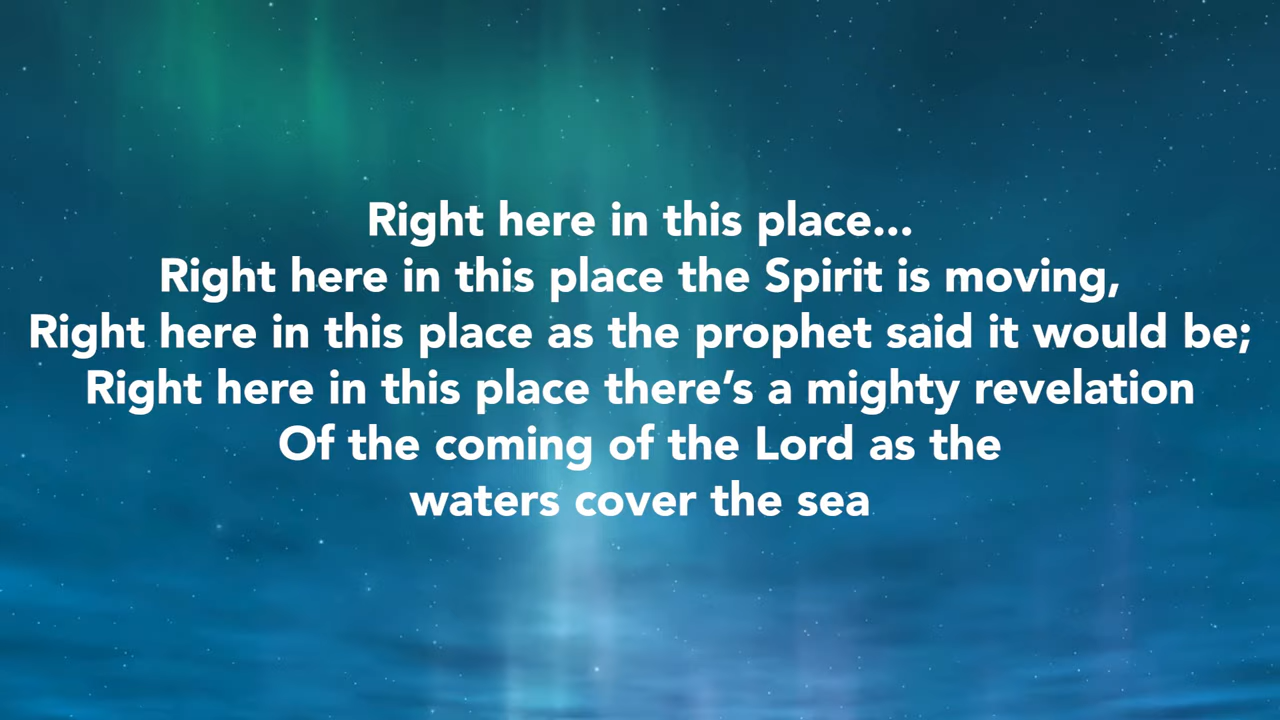 Right here in this place...
Right here in this place the Spirit is moving,
Right here in this place as the prophet said it would be;
Right here in this place there’s a mighty revelation
Of the coming of the Lord as the
waters cover the sea